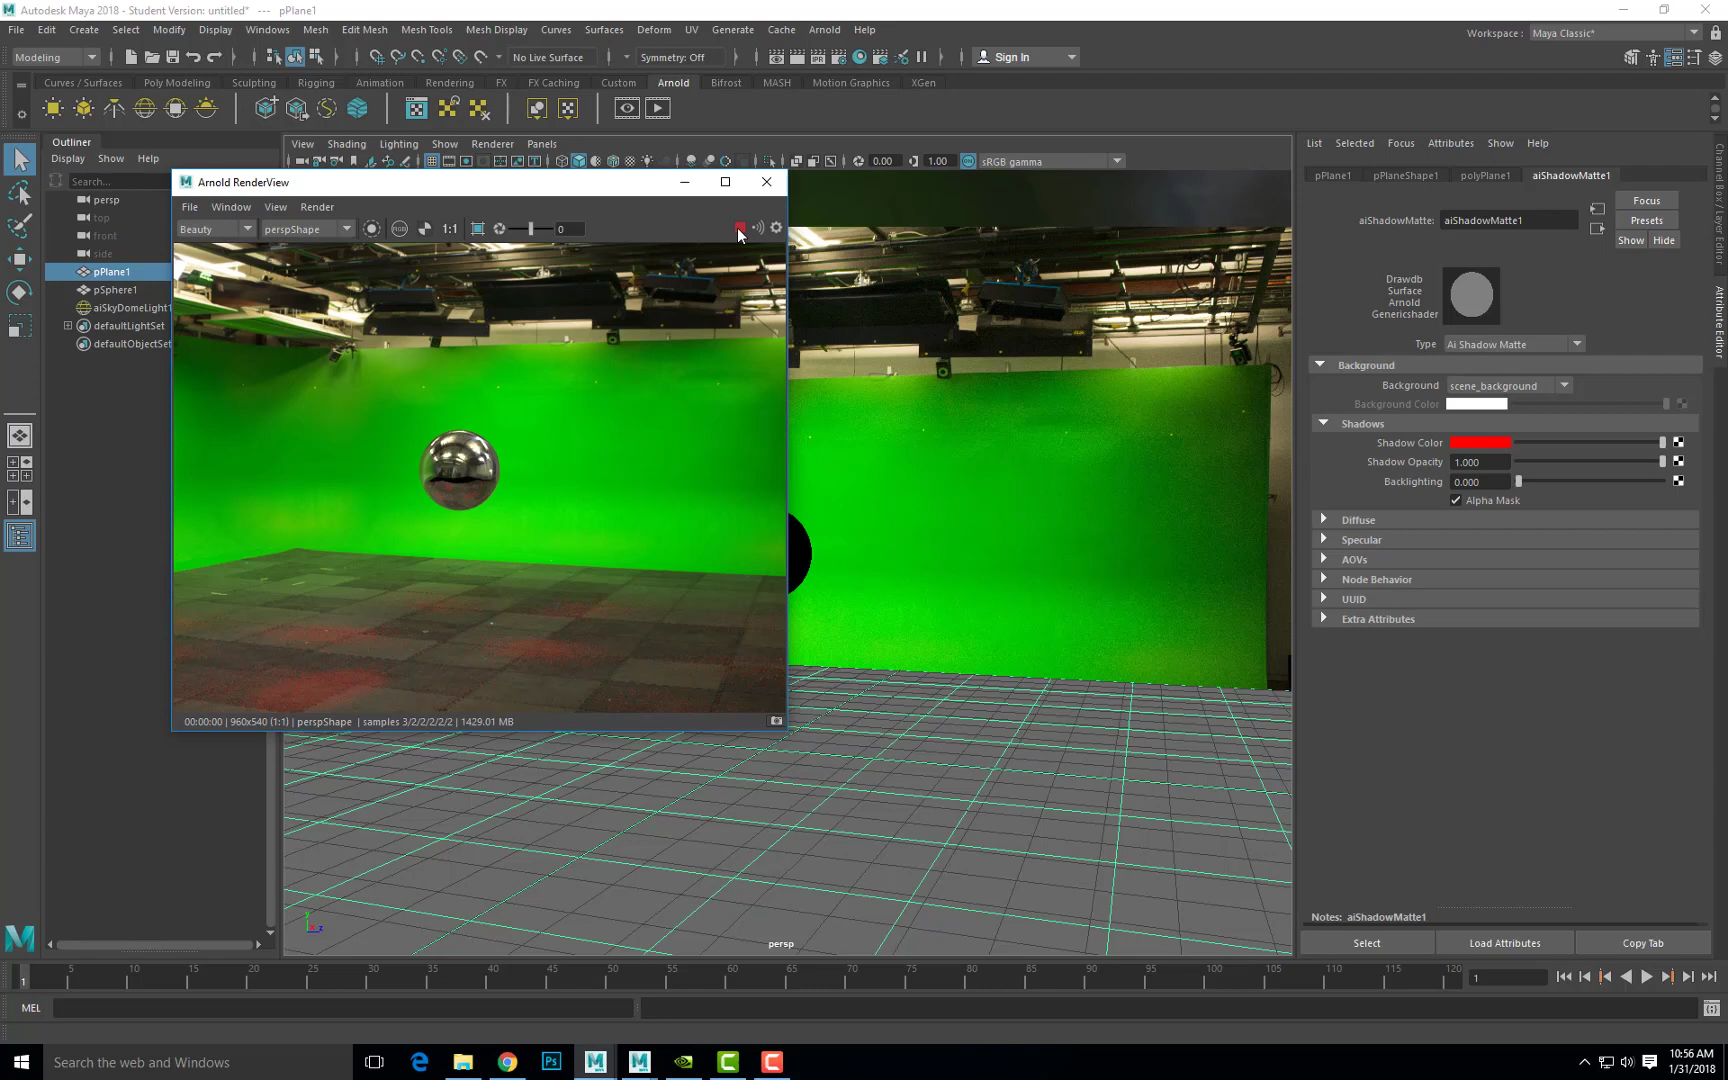 Autodesk Maya 2018 - Student Version: untitled*   ---   pPlane1
File Edit Create Select Modify Display Windows Mesh Edit Mesh Mesh Tools Mesh Display Curves Surfaces Deform UV Generate Cache Arnold Help
Workspace : Maya Classic*
Modeling No Live Surface Symmetry: Off Sign In
Curves / Surfaces Poly Modeling Sculpting Rigging Animation Rendering FX FX Caching Custom Arnold Bifrost MASH Motion Graphics XGen
Outliner
Display Show Help
Search...
persp
top
front
side
pPlane1
pSphere1
aiSkyDomeLight1
defaultLightSet
defaultObjectSet
View Shading Lighting Show Renderer Panels
0.00 1.00 sRGB gamma
Arnold RenderView
File Window View Render
Beauty perspShape 1:1 0
00:00:00 | 960x540 (1:1) | perspShape | samples 3/2/2/2/2/2 | 1429.01 MB
persp
List Selected Focus Attributes Show Help
pPlane1 pPlaneShape1 polyPlane1 aiShadowMatte1
aiShadowMatte: aiShadowMatte1
Focus
Presets
Show Hide
Drawdb
Surface
Arnold
Genericshader
Type Ai Shadow Matte
Background
Background scene_background
Background Color
Shadows
Shadow Color
Shadow Opacity 1.000
Backlighting 0.000
Alpha Mask
Diffuse
Specular
AOVs
Node Behavior
UUID
Extra Attributes
Notes: aiShadowMatte1
Select Load Attributes Copy Tab
Channel Box / Layer Editor
Attribute Editor
1 5 10 15 20 25 30 35 40 45 50 55 60 65 70 75 80 85 90 95 100 105 110 115 120 1
MEL
Search the web and Windows
10:56 AM
1/31/2018